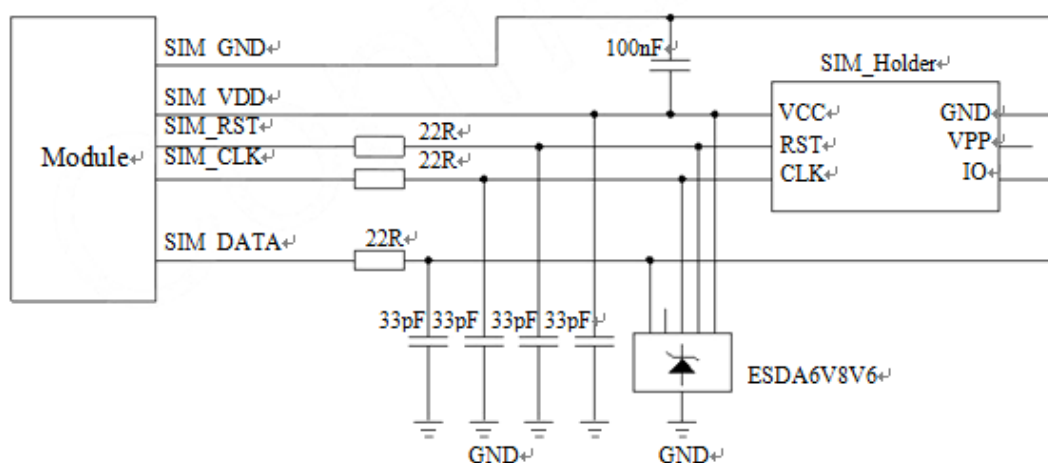 SIM_GND↵
100nF↵
SIM_Holder↵
SIM_VDD↵
VCC↵
GND↵
SIM_RST↵
22R↵
RST↵
VPP↵
Module↵
SIM_CLK↵
22R↵
CLK↵
IO↵
SIM_DATA↵
22R↵
33pF↵ 33pF↵ 33pF↵ 33pF↵
ESDA6V8V6↵
GND↵
GND↵